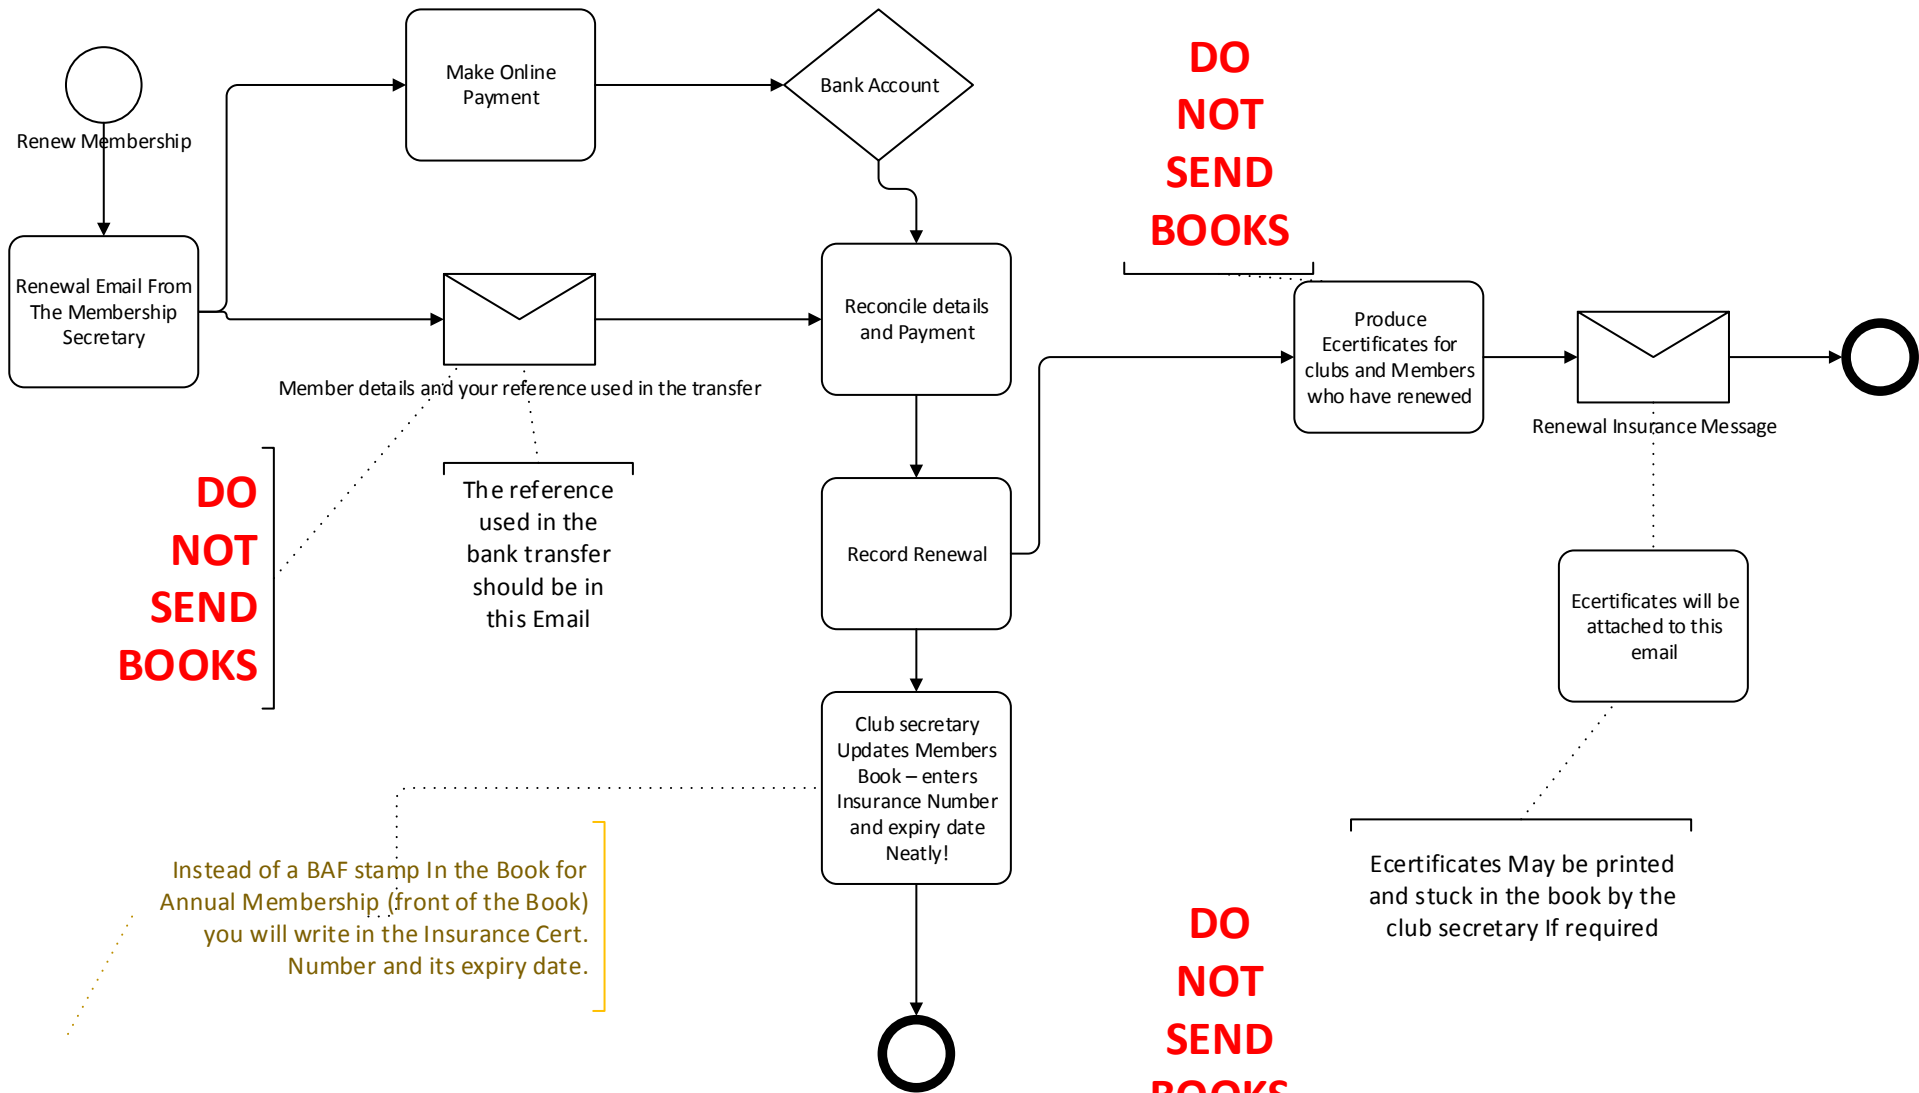 Make Online
Payment
Bank Account
DO
NOT
SEND
BOOKS
Renew Membership
Renewal Email From
The Membership
Secretary
Member details and your reference used in the transfer
Reconcile details
and Payment
Produce
Ecertificates for
clubs and Members
who have renewed
Renewal Insurance Message
DO
NOT
SEND
BOOKS
The reference
used in the
bank transfer
should be in
this Email
Record Renewal
Ecertificates will be
attached to this
email
Club secretary
Updates Members
Book – enters
Insurance Number
and expiry date
Neatly!
Instead of a BAF stamp In the Book for
Annual Membership (front of the Book)
you will write in the Insurance Cert.
Number and its expiry date.
Ecertificates May be printed
and stuck in the book by the
club secretary If required
DO
NOT
SEND
BOOKS